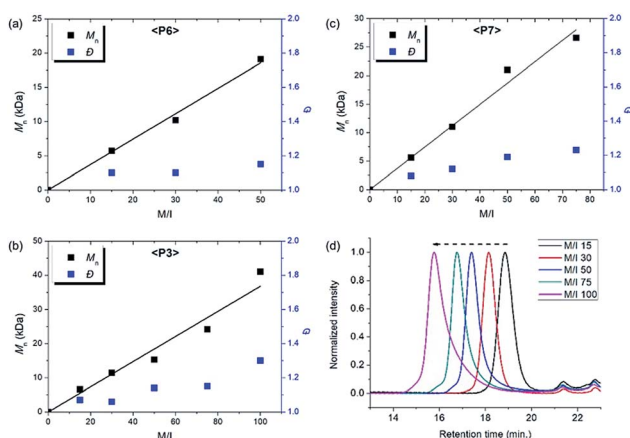 (a)
<P6>
Mn
Đ
25
20
15
10
5
0
Mn (kDa)
2.0
1.8
1.6
1.4
1.2
1.0
Đ
0 10 20 30 40 50
M/I
(c)
<P7>
Mn
Đ
30
25
20
15
10
5
0
Mn (kDa)
2.0
1.8
1.6
1.4
1.2
1.0
Đ
0 10 20 30 40 50 60 70 80
M/I
(b)
<P3>
Mn
Đ
50
40
30
20
10
0
Mn (kDa)
2.0
1.8
1.6
1.4
1.2
1.0
Đ
0 20 40 60 80 100
M/I
(d)
M/I 15
M/I 30
M/I 50
M/I 75
M/I 100
1.0
0.8
0.6
0.4
0.2
0.0
Normalized intensity
14 16 18 20 22
Retention time (min.)